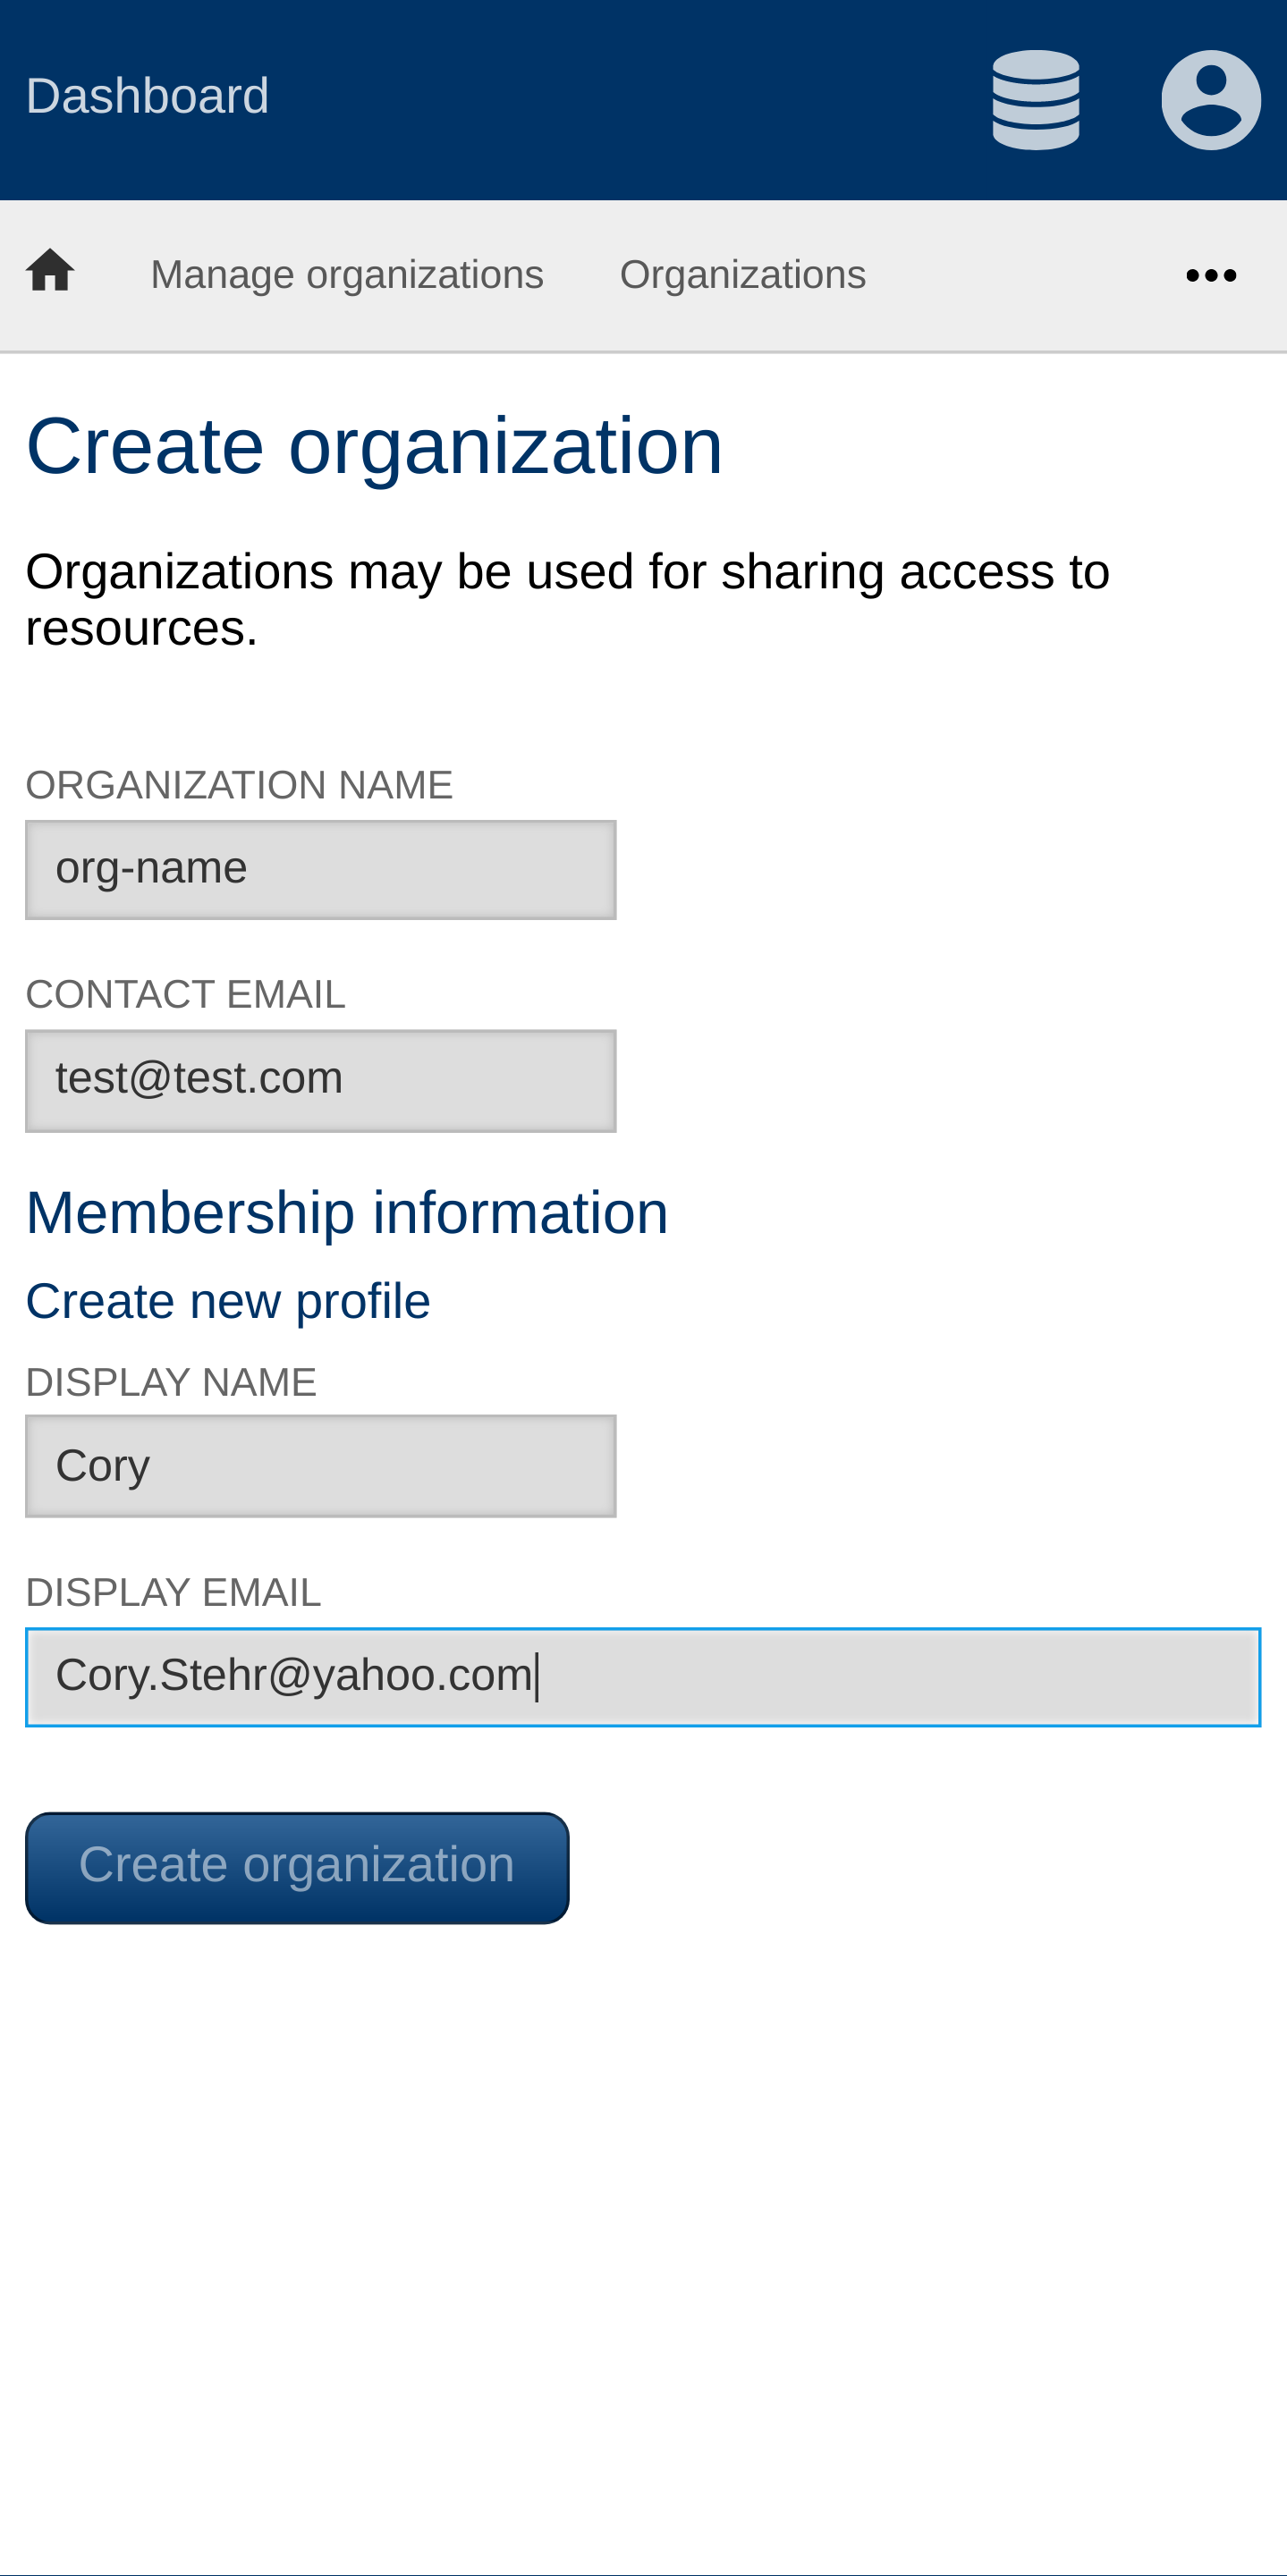 Dashboard
Manage organizations Organizations
Create organization
Organizations may be used for sharing access to
resources.
ORGANIZATION NAME
org-name
CONTACT EMAIL
test@test.com
Membership information
Create new profile
DISPLAY NAME
Cory
DISPLAY EMAIL
Cory.Stehr@yahoo.com
Create organization